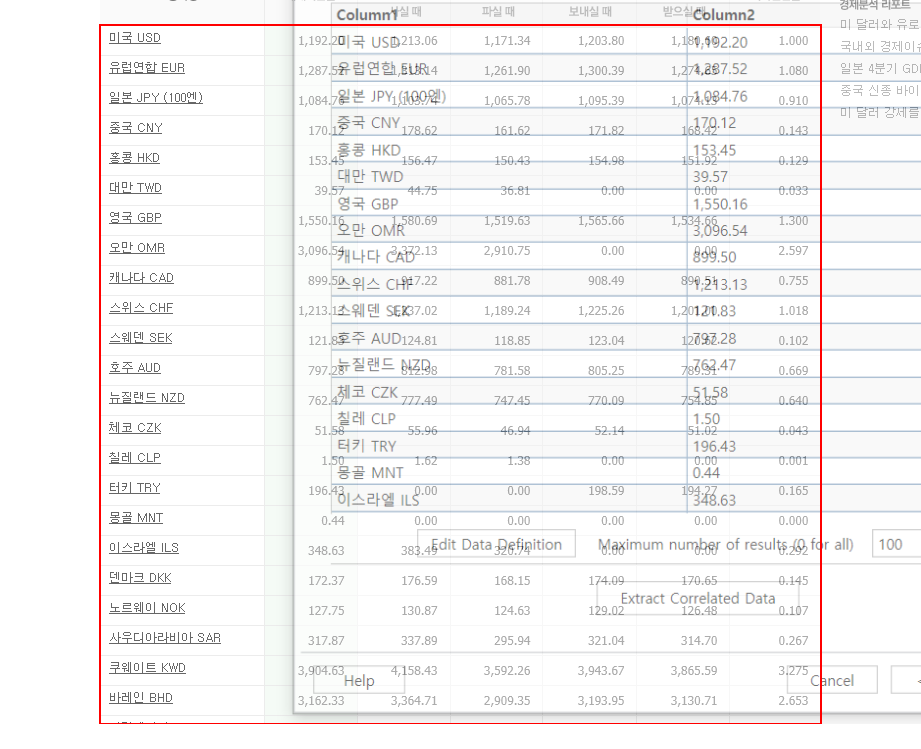 Column1 실 때 파실 때 보내실 때 받으실 Column2
경제분석 리포트
미 달러와 유로
국내외 경제이슈
일본 4분기 GD
중국 신종 바이
미 달러 강세를
미국 USD 1,192.20 1,213.06 1,171.34 1,203.80 1.000
유럽연합 EUR 1,287.52 1,261.90 1,300.39 1.080
일본 JPY (100엔) 1,084.76 1,065.78 1,095.39 0.910
중국 CNY 170.12 178.62 161.62 171.82 168.42 0.143
홍콩 HKD 153.45 156.47 150.43 154.98 151.92 0.129
대만 TWD 39.57 44.75 36.81 0.00 0.00 0.033
영국 GBP 1,550.16 1,580.69 1,519.63 1,565.66 1,534.66 1.300
오만 OMR 3,096.54 3,372.13 2,910.75 0.00 0.00 2.597
캐나다 CAD 899.50 917.22 881.78 908.49 890.51 0.755
스위스 CHF 1,213.13 1,237.02 1,189.24 1,225.26 1.018
스웨덴 SEK 121.83 124.81 118.85 123.04 120.62 0.102
호주 AUD 797.28 812.98 781.58 805.25 789.31 0.669
뉴질랜드 NZD 762.47 777.49 747.45 770.09 754.85 0.640
체코 CZK 51.58 55.96 46.94 52.14 51.02 0.043
칠레 CLP 1.50 1.62 1.38 0.00 0.00 0.001
터키 TRY 196.43 0.00 0.00 198.59 194.27 0.165
몽골 MNT 0.44 0.00 0.00 0.00 0.00 0.000
이스라엘 ILS 348.63 383.49 320.74 0.00 0.00 0.292
덴마크 DKK 172.37 176.59 168.15 174.09 170.65 0.145
노르웨이 NOK 127.75 130.87 124.63 129.02 126.48 0.107
사우디아라비아 SAR 317.87 337.89 295.94 321.04 314.70 0.267
쿠웨이트 KWD 3,904.63 4,158.43 3,592.26 3,943.67 3,865.59 3.275
바레인 BHD 3,162.33 3,364.71 2,909.35 3,193.95 3,130.71 2.653
미국 USD 1,192.20
유럽연합 EUR 1,287.52
일본 JPY (100엔) 1,084.76
중국 CNY 170.12
홍콩 HKD 153.45
대만 TWD 39.57
영국 GBP 1,550.16
오만 OMR 3,096.54
캐나다 CAD 899.50
스위스 CHF 1,213.13
스웨덴 SEK 121.83
호주 AUD 797.28
뉴질랜드 NZD 762.47
체코 CZK 51.58
칠레 CLP 1.50
터키 TRY 196.43
몽골 MNT 0.44
이스라엘 ILS 348.63
Edit Data Definition Maximum number of results (0 for all) 100
Extract Correlated Data
Help Cancel <